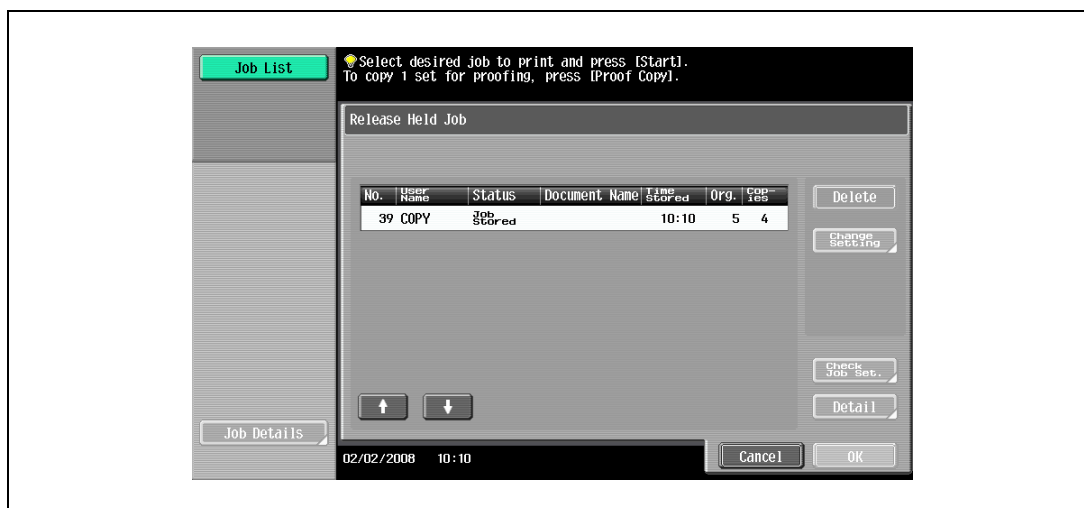 Job List
Select desired job to print and press [Start].
To copy 1 set for proofing, press [Proof Copy].
Release Held Job
No. User Name Status Document Name Time Stored Org. Cop-ies
39 COPY Job Stored 10:10 5 4
Delete
Change Setting
Check Job Set.
Detail
Job Details
02/02/2008 10:10
Cancel
OK